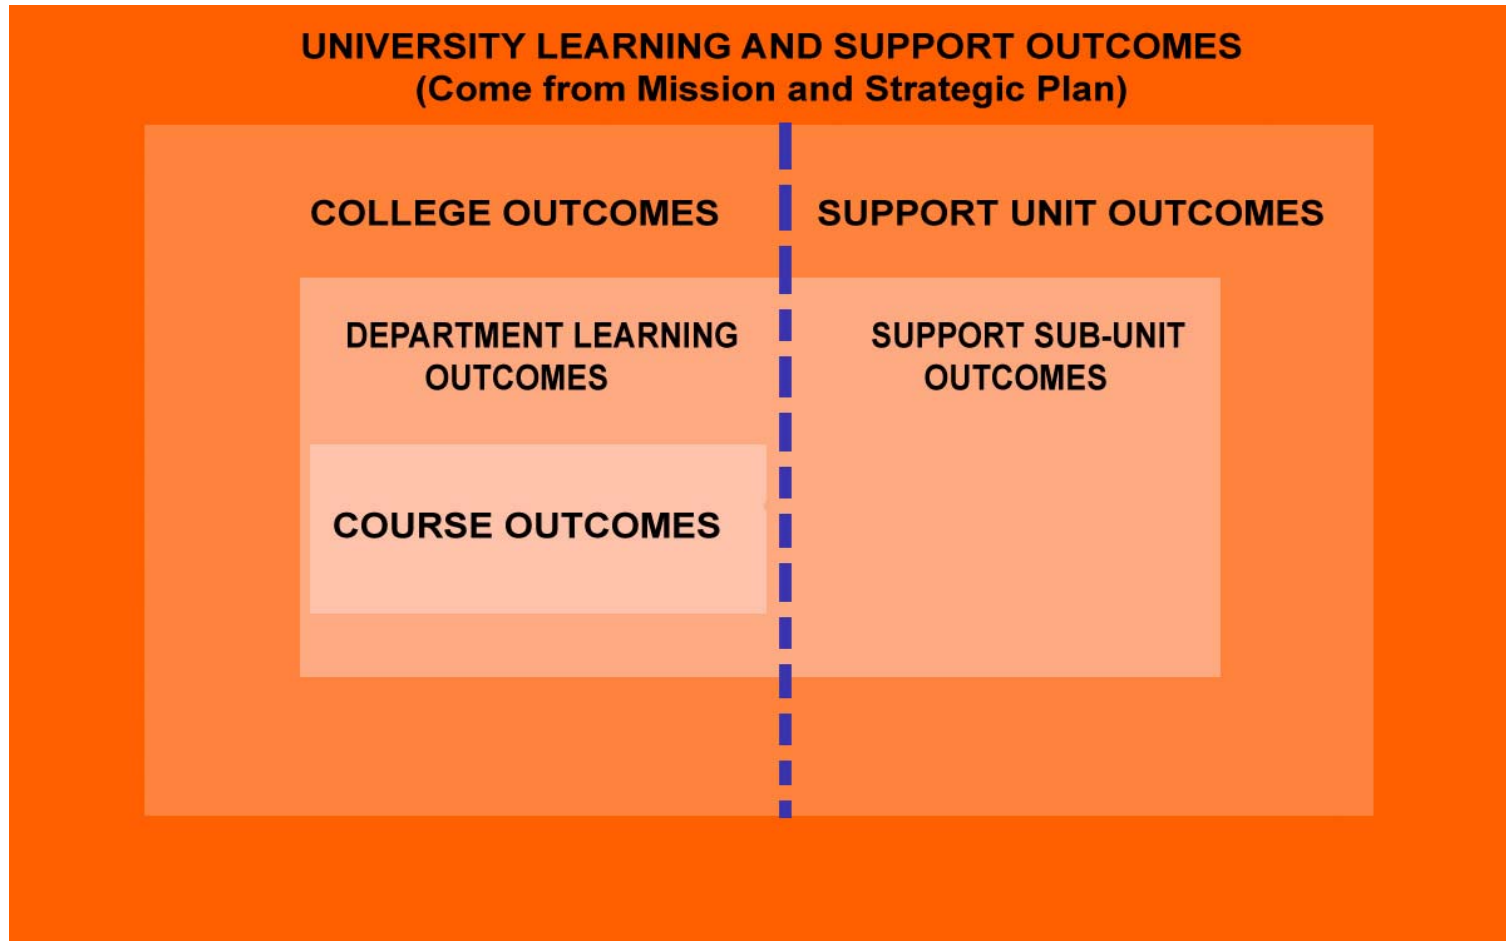 UNIVERSITY LEARNING AND SUPPORT OUTCOMES
(Come from Mission and Strategic Plan)
COLLEGE OUTCOMES
SUPPORT UNIT OUTCOMES
DEPARTMENT LEARNING
OUTCOMES
SUPPORT SUB-UNIT
OUTCOMES
COURSE OUTCOMES